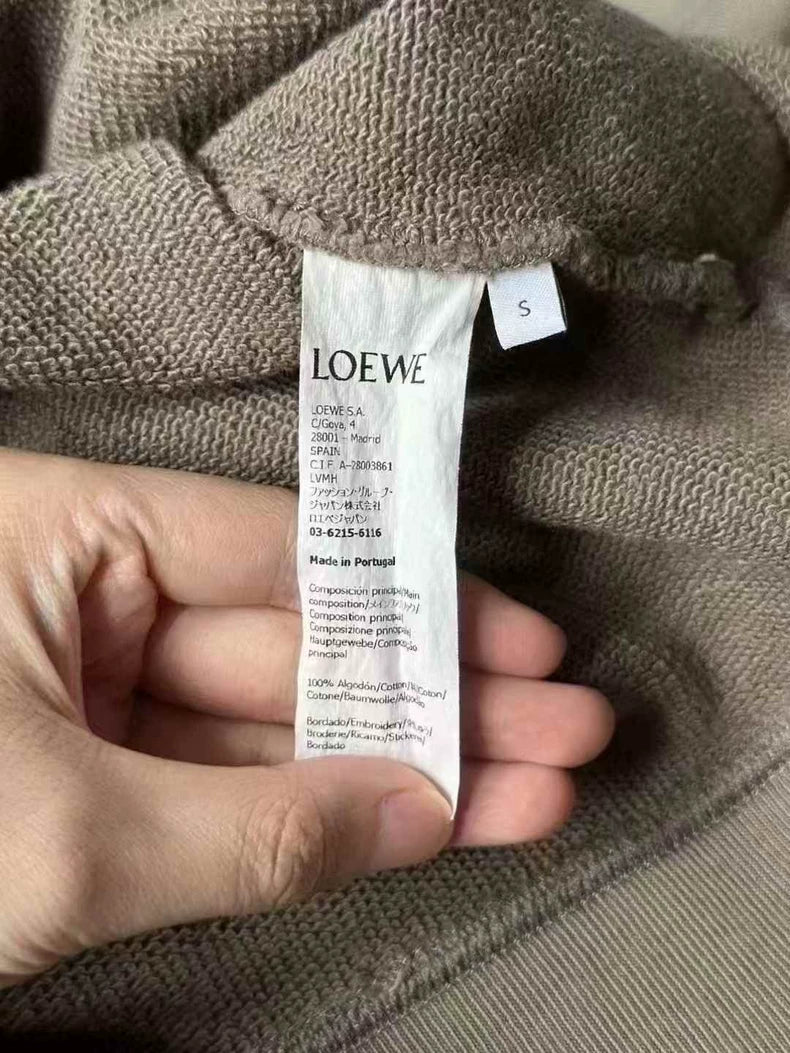 S
LOEWE
LOEWE S.A.
C/Goya, 4
28001 - Madrid
SPAIN
C.I.F. A-28003861
LVMH
ファッション・グループ・
ジャパン株式会社
ロエベジャパン
03-6215-6116
Made in Portugal
Composición principal/Main
composition/
Composition principal
Composizione principal
Hauptgewebe/
principal
100% Algodón/Cotton/ /Coton/
Cotone/Baumwolle/Algodão
Bordado/Embroidery/
Broderie/Ricamo/Stickerei/
Bordado